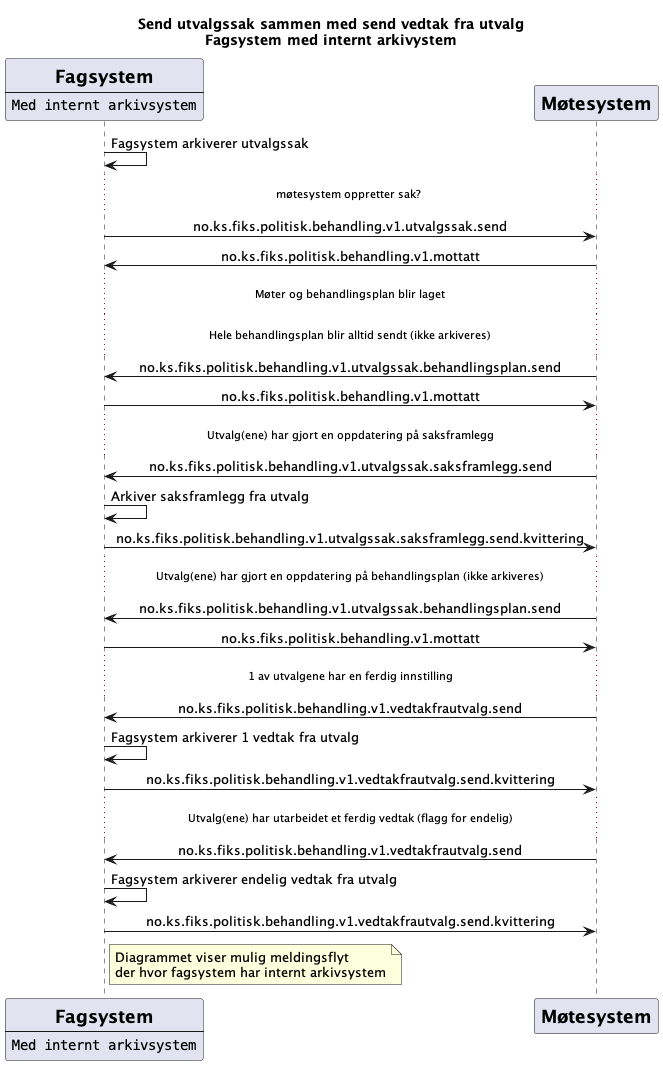 Send utvalgssak sammen med send vedtak fra utvalg
Fagsystem med internt arkivystem
Fagsystem
Med internt arkivsystem
Møtesystem
Fagsystem arkiverer utvalgssak
møtesystem oppretter sak?
no.ks.fiks.politisk.behandling.v1.utvalgssak.send
no.ks.fiks.politisk.behandling.v1.mottatt
Møter og behandlingsplan blir laget
Hele behandlingsplan blir alltid sendt (ikke arkiveres)
no.ks.fiks.politisk.behandling.v1.utvalgssak.behandlingsplan.send
no.ks.fiks.politisk.behandling.v1.mottatt
Utvalg(ene) har gjort en oppdatering på saksframlegg
no.ks.fiks.politisk.behandling.v1.utvalgssak.saksframlegg.send
Arkiver saksframlegg fra utvalg
no.ks.fiks.politisk.behandling.v1.utvalgssak.saksframlegg.send.kvittering
Utvalg(ene) har gjort en oppdatering på behandlingsplan (ikke arkiveres)
no.ks.fiks.politisk.behandling.v1.utvalgssak.behandlingsplan.send
no.ks.fiks.politisk.behandling.v1.mottatt
1 av utvalgene har en ferdig innstilling
no.ks.fiks.politisk.behandling.v1.vedtakfrautvalg.send
Fagsystem arkiverer 1 vedtak fra utvalg
no.ks.fiks.politisk.behandling.v1.vedtakfrautvalg.send.kvittering
Utvalg(ene) har utarbeidet et ferdig vedtak (flagg for endelig)
no.ks.fiks.politisk.behandling.v1.vedtakfrautvalg.send
Fagsystem arkiverer endelig vedtak fra utvalg
no.ks.fiks.politisk.behandling.v1.vedtakfrautvalg.send.kvittering
Diagrammet viser mulig meldingsflyt
der hvor fagsystem har internt arkivsystem
Fagsystem
Med internt arkivsystem
Møtesystem